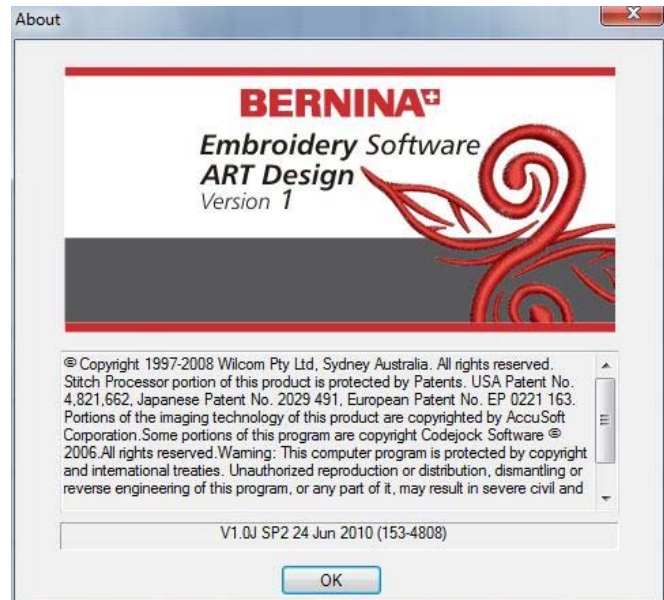 About
BERNINA
Embroidery Software
ART Design
Version 1
© Copyright 1997-2008 Wilcom Pty Ltd, Sydney Australia. All rights reserved.
Stitch Processor portion of this product is protected by Patents. USA Patent No.
4,821,662, Japanese Patent No. 2029 491, European Patent No. EP 0221 163.
Portions of the imaging technology of this product are copyrighted by AccuSoft
Corporation.Some portions of this program are copyright Codejock Software ©
2006.All rights reserved.Warning: This computer program is protected by copyright
and international treaties. Unauthorized reproduction or distribution, dismantling or
reverse engineering of this program, or any part of it, may result in severe civil and
V1.0J SP2 24 Jun 2010 (153-4808)
OK